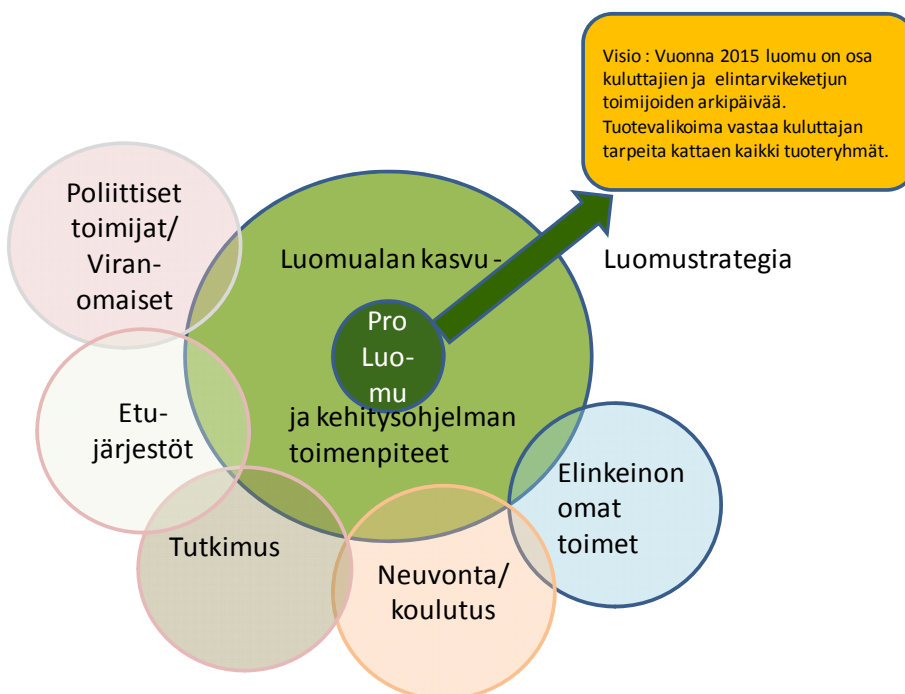 Visio : Vuonna 2015 luomu on osa
kuluttajien ja elintarvikeketjun
toimijoiden arkipäivää.
Tuotevalikoima vastaa kuluttajan
tarpeita kattaen kaikki tuoteryhmät.
Poliittiset
toimijat/
Viran-
omaiset
Luomualan kasvu -
Luomustrategia
Pro
Luo-
mu
ja kehitysohjelman
toimenpiteet
Etu-
järjestöt
Elinkeinon
omat
toimet
Tutkimus
Neuvonta/
koulutus